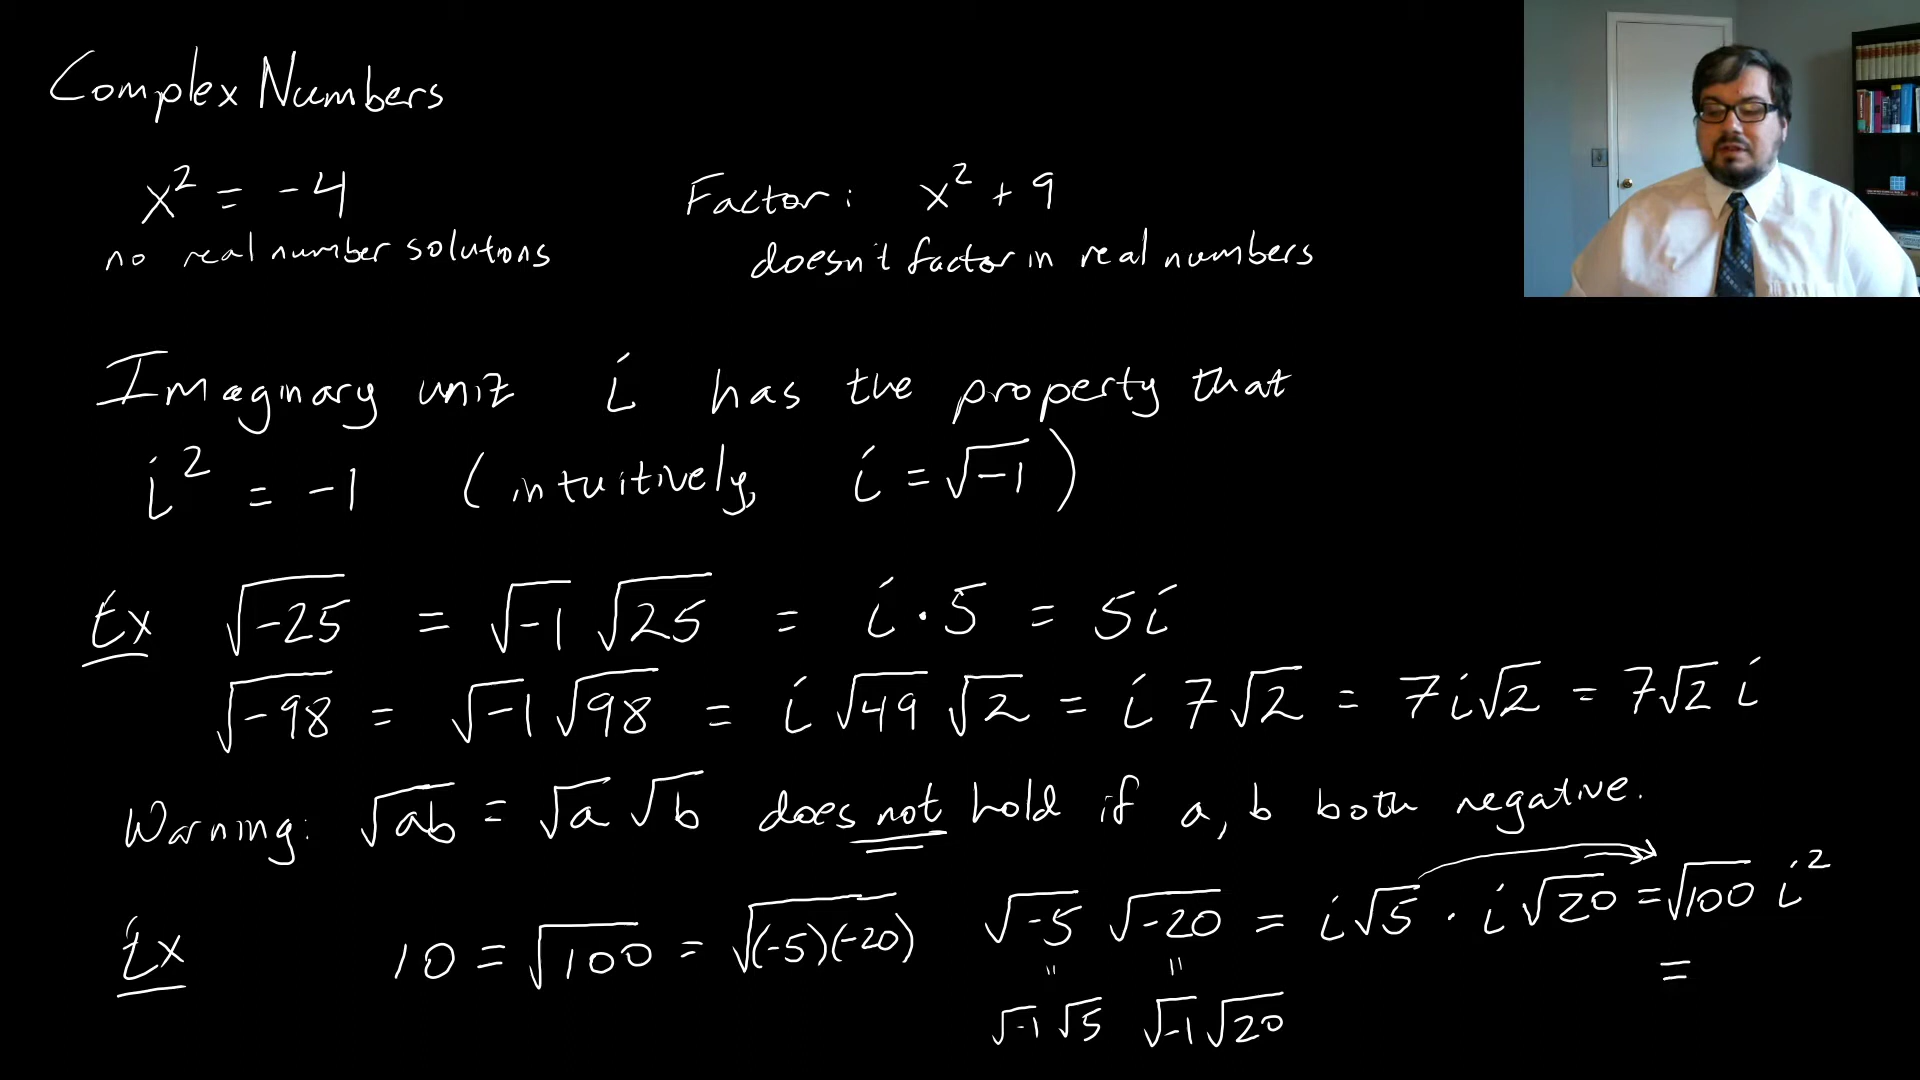 Complex Numbers
x² = -4
no real number solutions
Factor: x² + 9
doesn't factor in real numbers
Imaginary unit i has the property that
i² = -1 (intuitively, i = √-1)
Ex √-25 = √-1 √25 = i · 5 = 5i
√-98 = √-1 √98 = i √49 √2 = i 7√2 = 7i√2 = 7√2 i
Warning: √ab = √a √b does not hold if a, b both negative.
Ex 10 = √100 = √(-5)(-20) √-5 √-20 = i√5 · i√20 = √100 i²
" " =
√-1 √5 √-1 √20